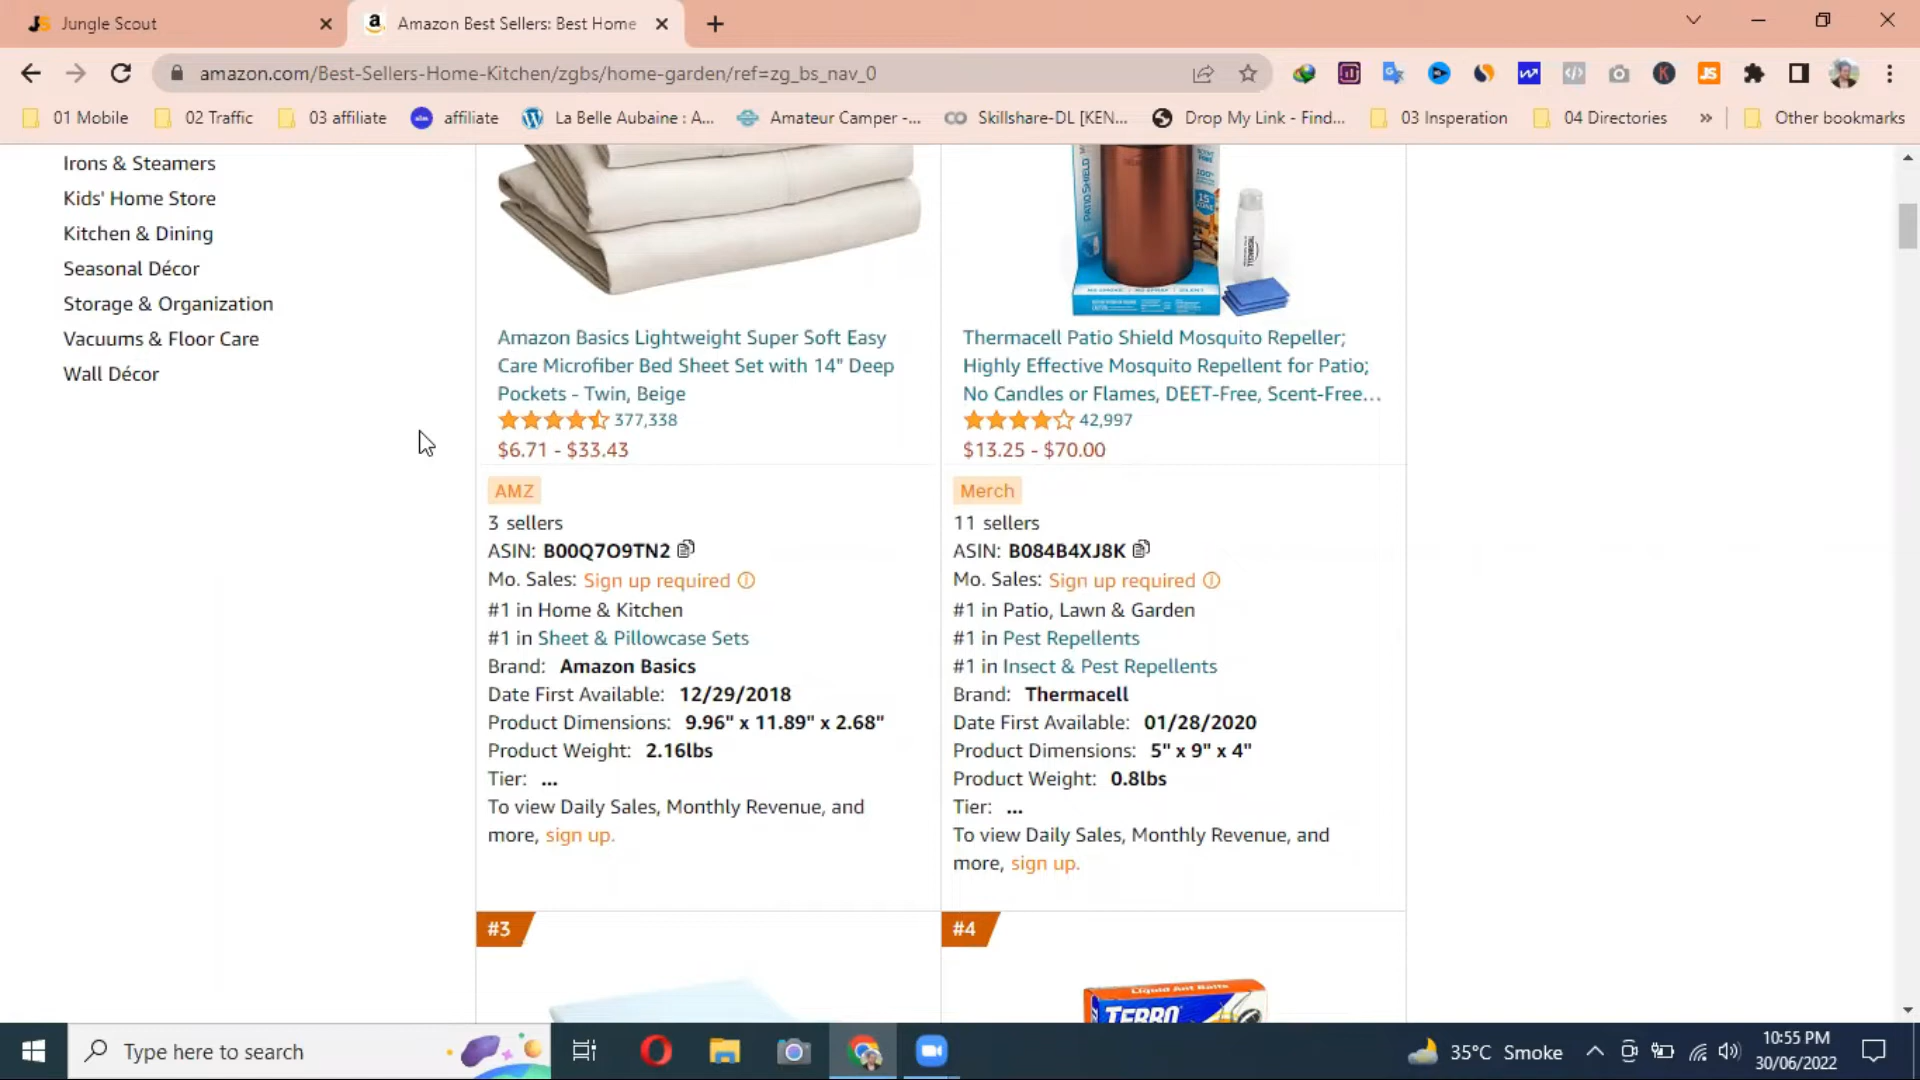 Jungle Scout
Amazon Best Sellers: Best Home
amazon.com/Best-Sellers-Home-Kitchen/zgbs/home-garden/ref=zg_bs_nav_0
01 Mobile
02 Traffic
03 affiliate
affiliate
La Belle Aubaine : A...
Amateur Camper -...
Skillshare-DL [KEN...
Drop My Link - Find...
03 Insperation
04 Directories
»
Other bookmarks
Irons & Steamers
Kids' Home Store
Kitchen & Dining
Seasonal Décor
Storage & Organization
Vacuums & Floor Care
Wall Décor
Amazon Basics Lightweight Super Soft Easy
Care Microfiber Bed Sheet Set with 14" Deep
Pockets - Twin, Beige
377,338
$6.71 - $33.43
AMZ
3 sellers
ASIN: B00Q7O9TN2
Mo. Sales: Sign up required
#1 in Home & Kitchen
#1 in Sheet & Pillowcase Sets
Brand: Amazon Basics
Date First Available: 12/29/2018
Product Dimensions: 9.96" x 11.89" x 2.68"
Product Weight: 2.16lbs
Tier: ...
To view Daily Sales, Monthly Revenue, and
more, sign up.
Thermacell Patio Shield Mosquito Repeller;
Highly Effective Mosquito Repellent for Patio;
No Candles or Flames, DEET-Free, Scent-Free...
42,997
$13.25 - $70.00
Merch
11 sellers
ASIN: B084B4XJ8K
Mo. Sales: Sign up required
#1 in Patio, Lawn & Garden
#1 in Pest Repellents
#1 in Insect & Pest Repellents
Brand: Thermacell
Date First Available: 01/28/2020
Product Dimensions: 5" x 9" x 4"
Product Weight: 0.8lbs
Tier: ...
To view Daily Sales, Monthly Revenue, and
more, sign up.
#3
#4
Liquid Ant Baits
TERRO
Type here to search
35°C Smoke
10:55 PM
30/06/2022